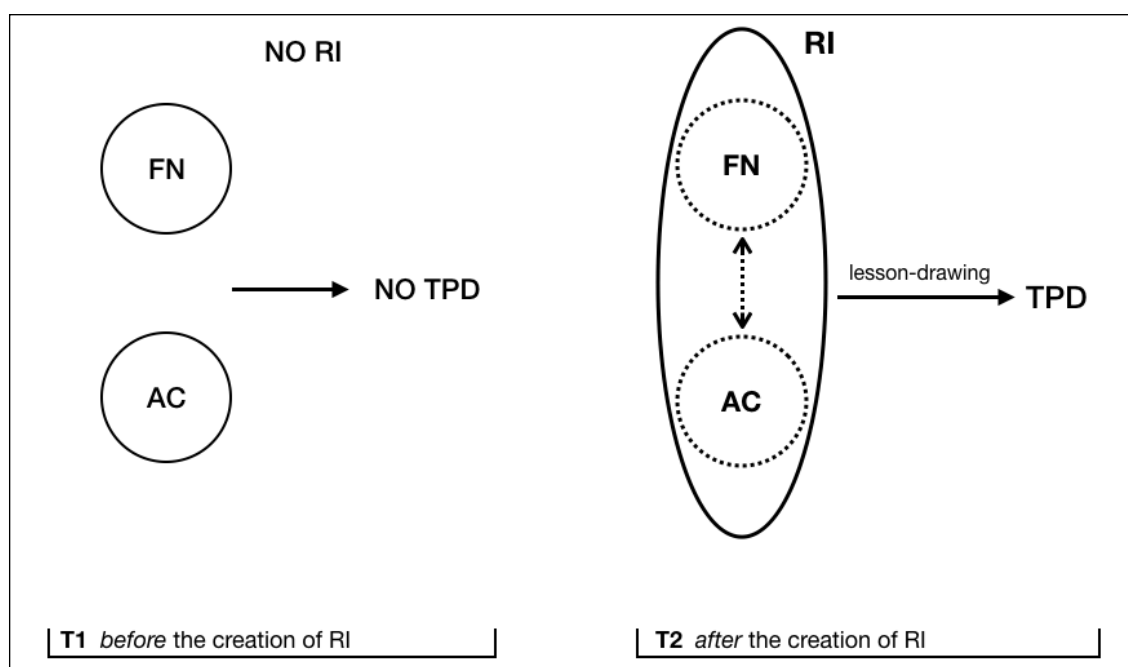 NO RI
FN
NO TPD
AC
T1 before the creation of RI
RI
FN
lesson-drawing
TPD
AC
T2 after the creation of RI